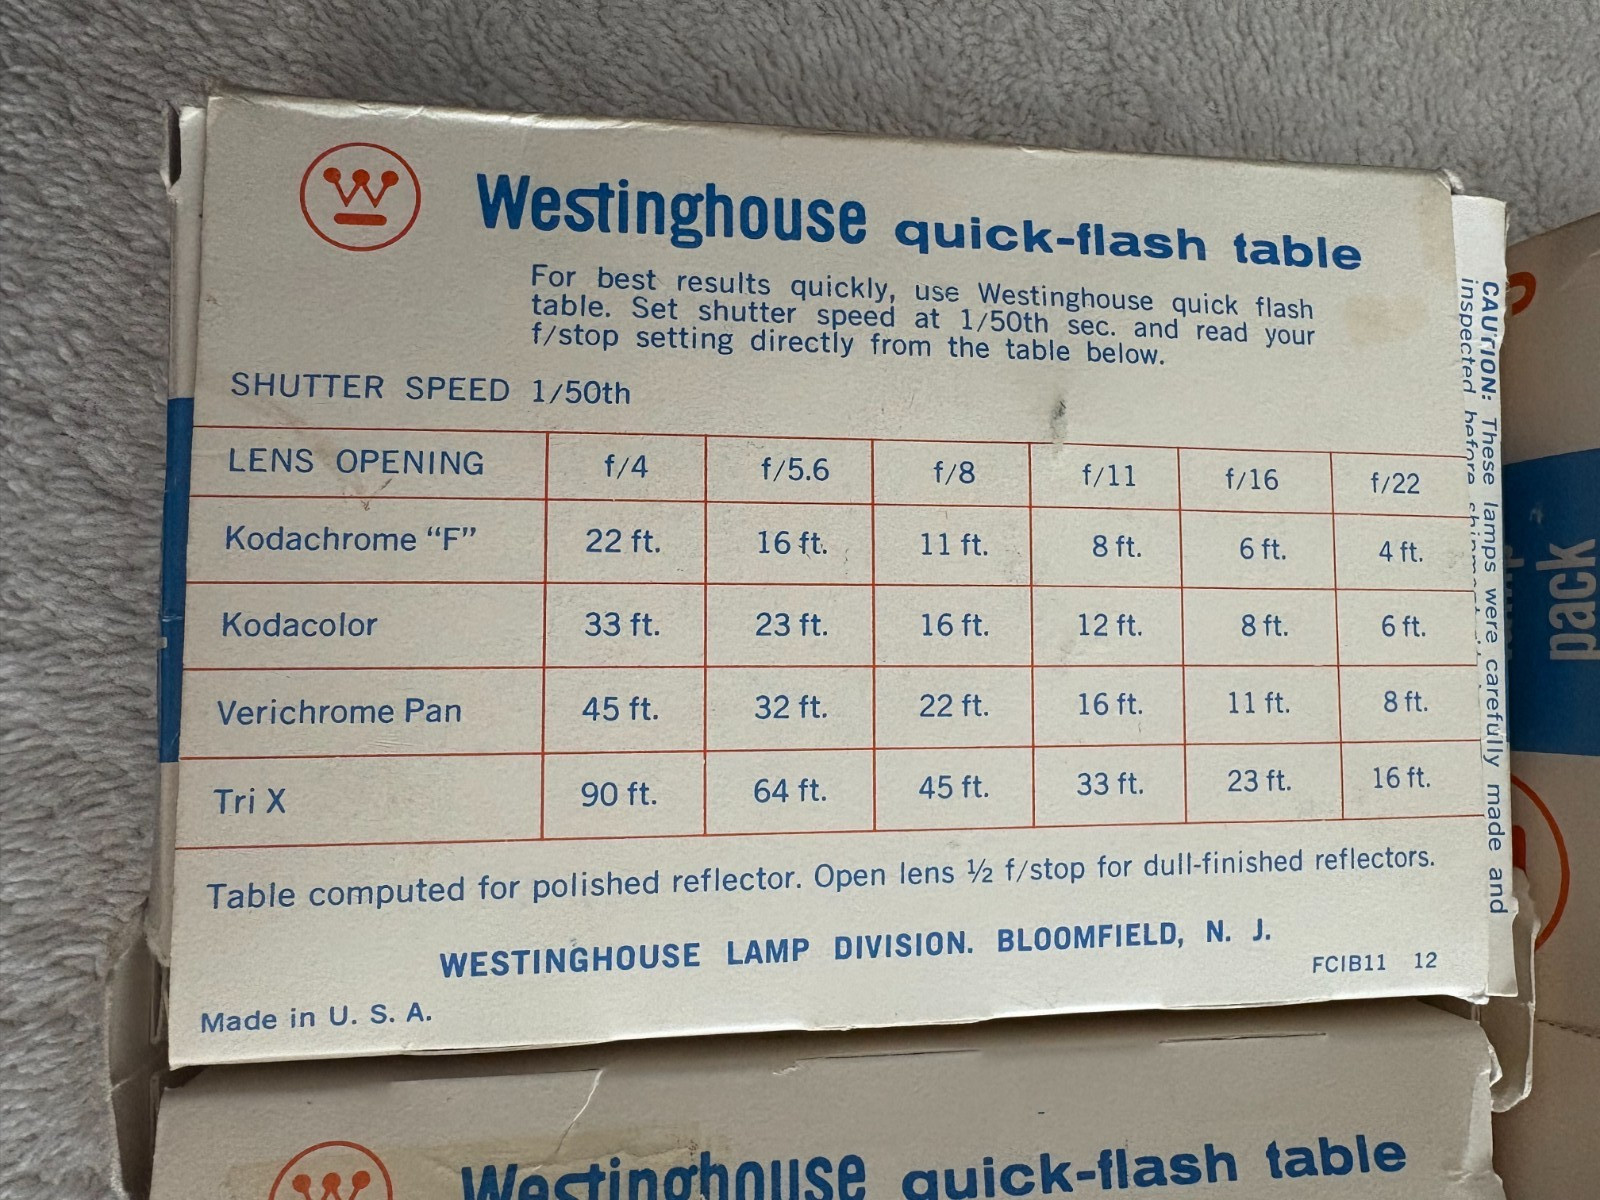 Westinghouse quick-flash table
For best results quickly, use Westinghouse quick flash
table. Set shutter speed at 1/50th sec. and read your
f/stop setting directly from the table below.
SHUTTER SPEED 1/50th
LENS OPENING f/4 f/5.6 f/8 f/11 f/16 f/22
Kodachrome “F” 22 ft. 16 ft. 11 ft. 8 ft. 6 ft. 4 ft.
Kodacolor 33 ft. 23 ft. 16 ft. 12 ft. 8 ft. 6 ft.
Verichrome Pan 45 ft. 32 ft. 22 ft. 16 ft. 11 ft. 8 ft.
Tri X 90 ft. 64 ft. 45 ft. 33 ft. 23 ft. 16 ft.
Table computed for polished reflector. Open lens ½ f/stop for dull-finished reflectors.
WESTINGHOUSE LAMP DIVISION. BLOOMFIELD, N. J.
FCIB11 12
Made in U. S. A.
CAUTION: These lamps were carefully made and
inspected before
pack
Westinghouse quick-flash table